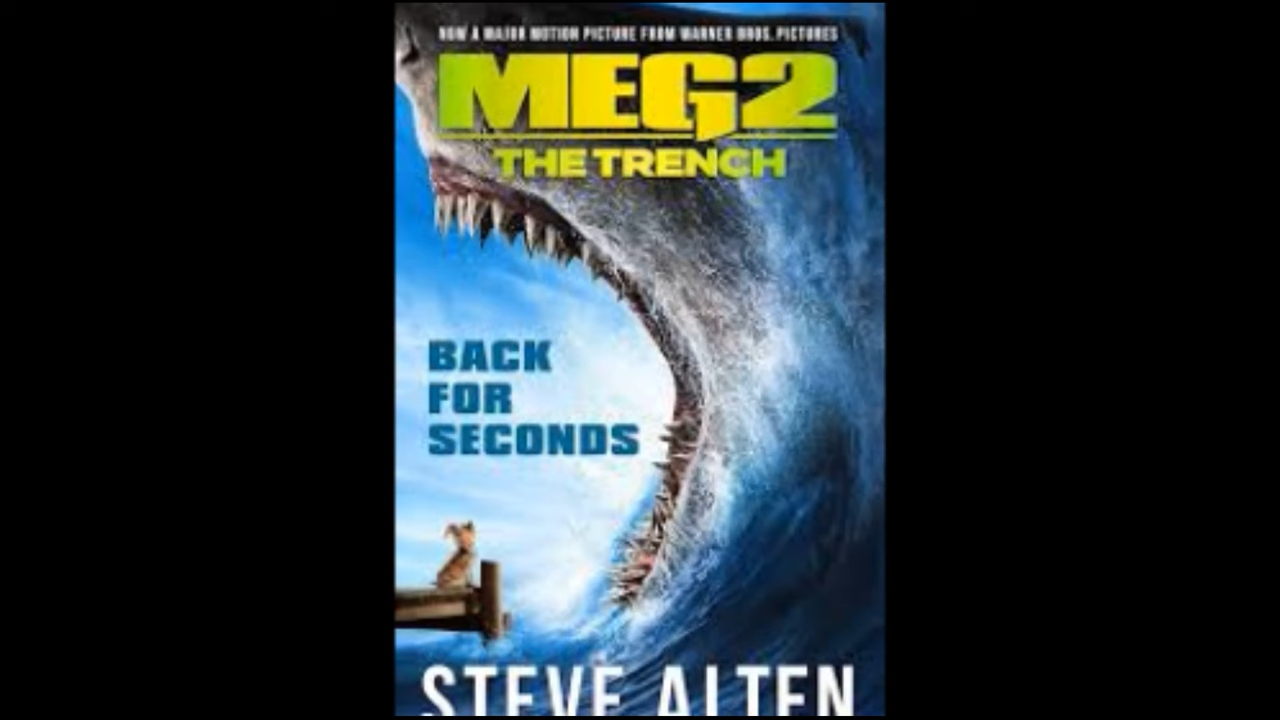 NOW A MAJOR MOTION PICTURE FROM WARNER BROS. PICTURES
MEG2
THE TRENCH
BACK
FOR
SECONDS
STEVE ALTEN